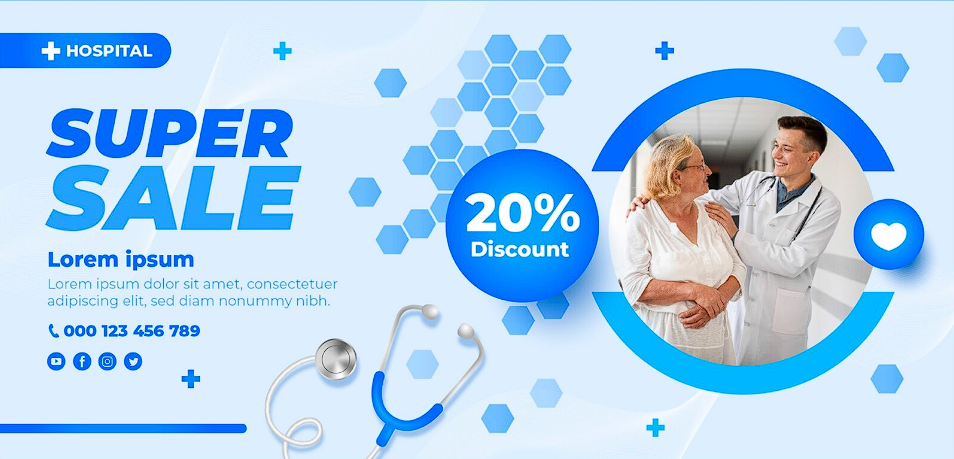 HOSPITAL
SUPER
SALE
Lorem ipsum
Lorem ipsum dolor sit amet, consectetuer
adipiscing elit, sed diam nonummy nibh.
000 123 456 789
20%
Discount